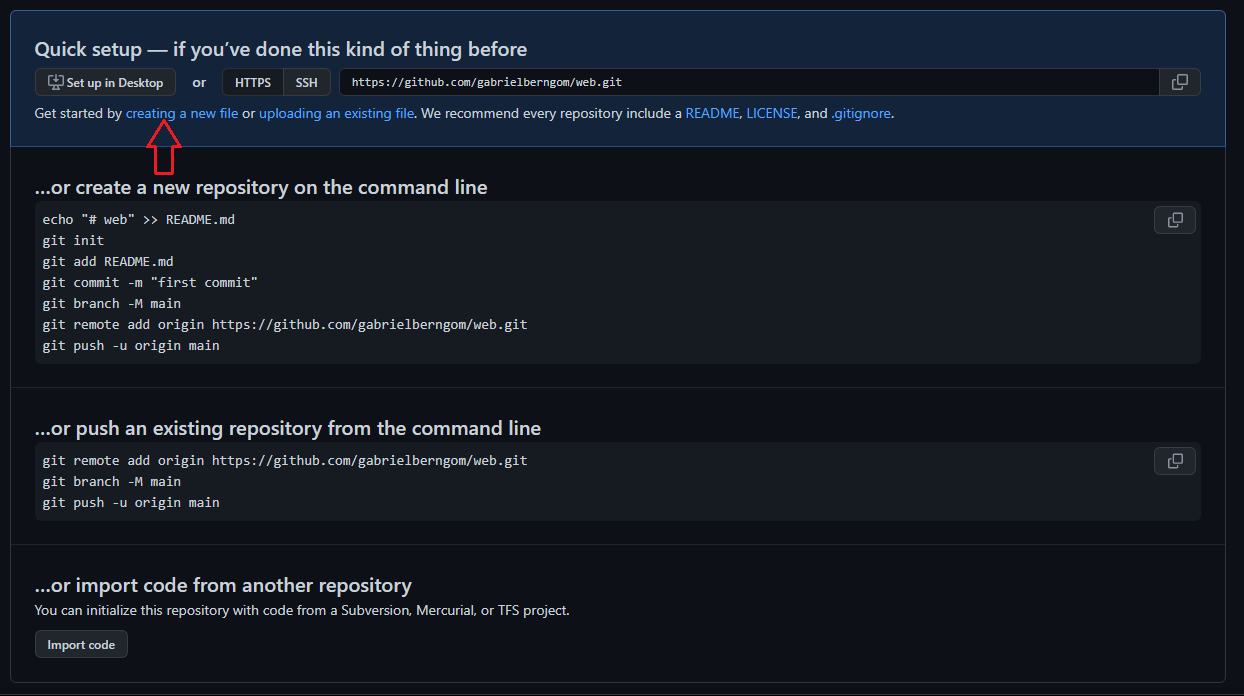 Quick setup — if you’ve done this kind of thing before
Set up in Desktop or HTTPS SSH https://github.com/gabrielberngom/web.git
Get started by creating a new file or uploading an existing file. We recommend every repository include a README, LICENSE, and .gitignore.
…or create a new repository on the command line
echo "# web" >> README.md
git init
git add README.md
git commit -m "first commit"
git branch -M main
git remote add origin https://github.com/gabrielberngom/web.git
git push -u origin main
…or push an existing repository from the command line
git remote add origin https://github.com/gabrielberngom/web.git
git branch -M main
git push -u origin main
…or import code from another repository
You can initialize this repository with code from a Subversion, Mercurial, or TFS project.
Import code